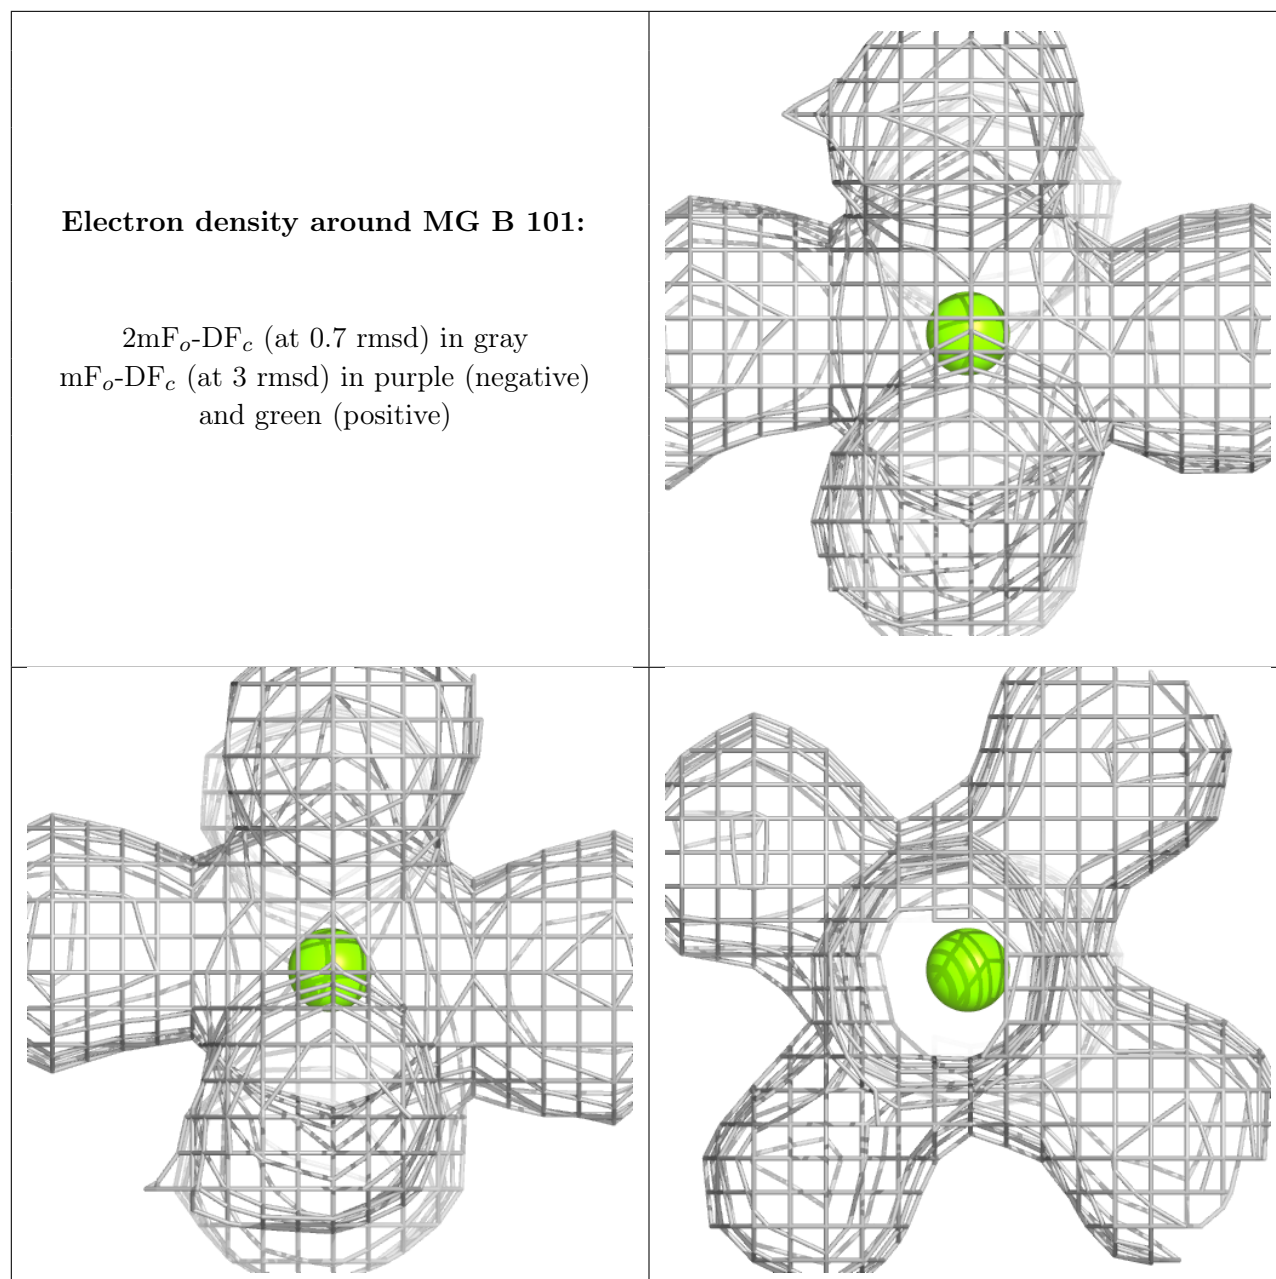 Electron density around MG B 101:
2mFo-DFc (at 0.7 rmsd) in gray
mFo-DFc (at 3 rmsd) in purple (negative)
and green (positive)